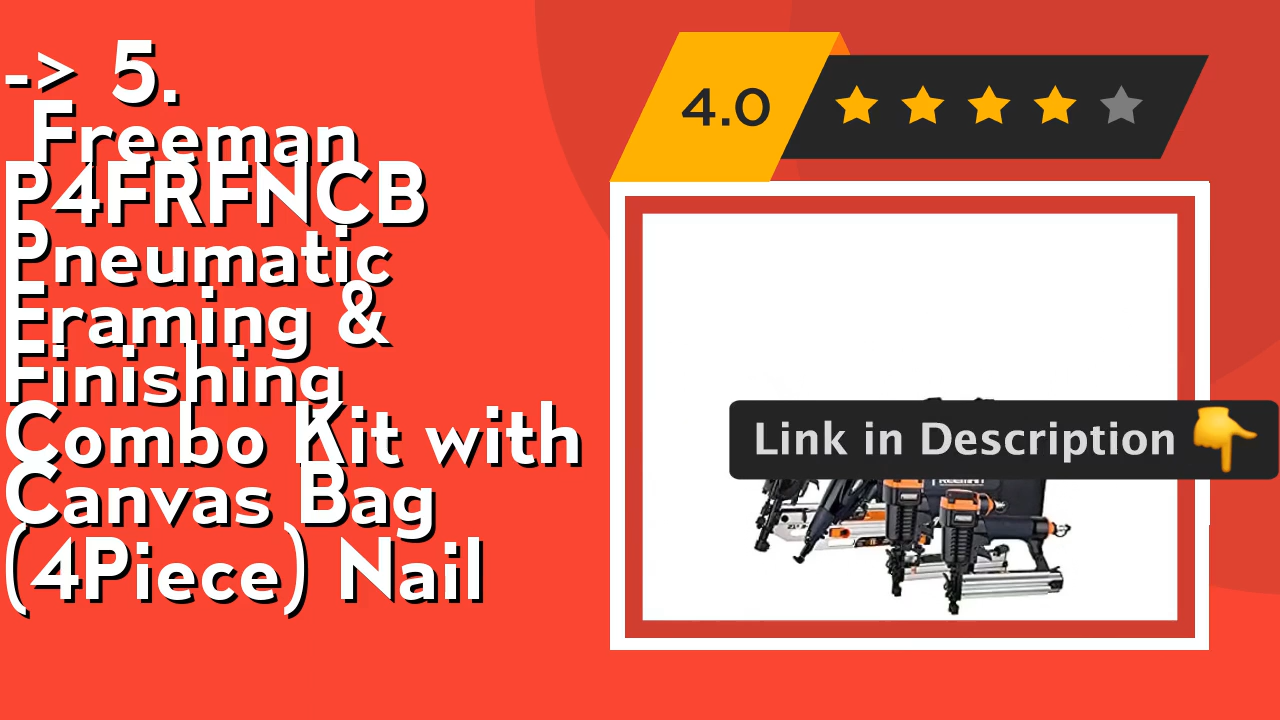 -> 5.
Freeman
P4FRFNCB
Pneumatic
Framing &
Finishing
Combo Kit with
Canvas Bag
(4Piece) Nail
4.0
Link in Description